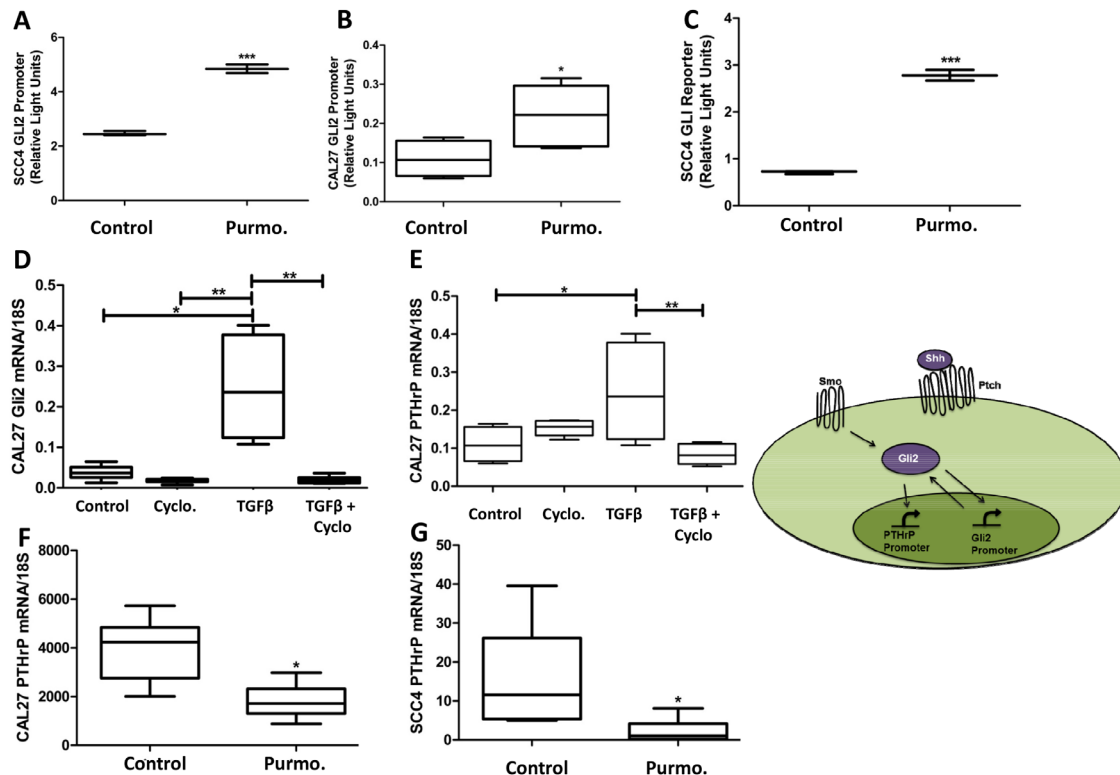 A
SCC4 GLI2 Promoter
(Relative Light Units)
6
4
2
0
***
Control
Purmo.
B
CAL27 GLI2 Promoter
(Relative Light Units)
0.4
0.3
0.2
0.1
0.0
*
Control
Purmo.
C
SCC4 GLI Reporter
(Relative Light Units)
4
3
2
1
0
***
Control
Purmo.
D
CAL27 Gli2 mRNA/18S
0.5
0.4
0.3
0.2
0.1
0.0
*
**
**
Control
Cyclo.
TGFβ
TGFβ +
Cyclo
E
CAL27 PTHrP mRNA/18S
0.5
0.4
0.3
0.2
0.1
0.0
*
**
Control
Cyclo.
TGFβ
TGFβ +
Cyclo
Shh
Smo
Ptch
Gli2
PTHrP
Promoter
Gli2
Promoter
F
CAL27 PTHrP mRNA/18S
8000
6000
4000
2000
0
*
Control
Purmo.
G
SCC4 PTHrP mRNA/18S
50
40
30
20
10
0
*
Control
Purmo.